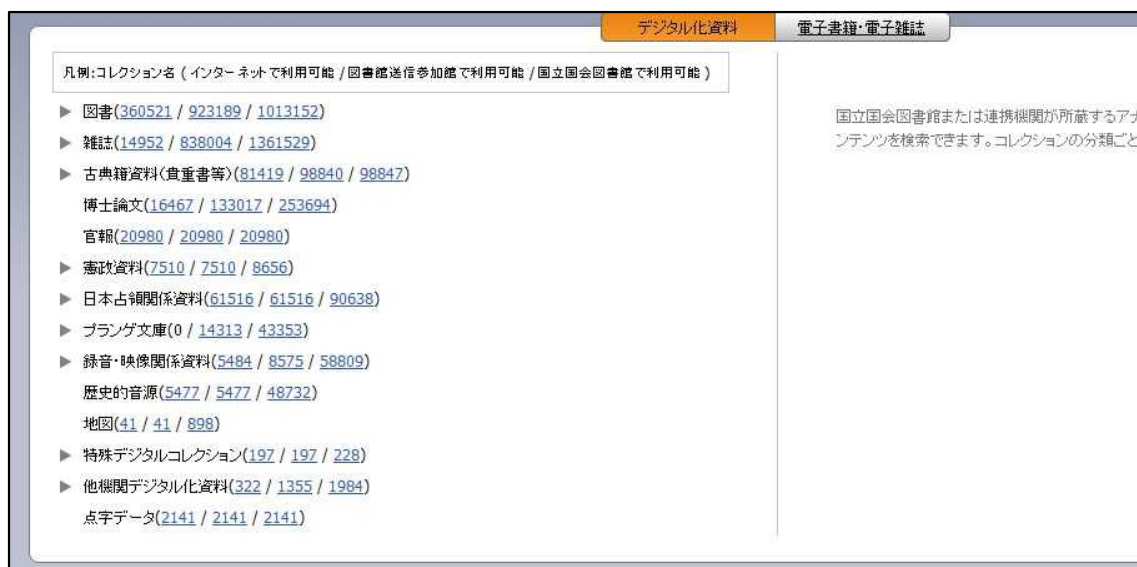 デジタル化資料
電子書籍・電子雑誌
凡例:コレクション名 ( インターネットで利用可能 / 図書館送信参加館で利用可能 / 国立国会図書館で利用可能 )
▶ 図書(360521 / 923189 / 1013152)
▶ 雑誌(14952 / 838004 / 1361529)
▶ 古典籍資料(貴重書等)(81419 / 98840 / 98847)
博士論文(16467 / 133017 / 253694)
官報(20980 / 20980 / 20980)
▶ 憲政資料(7510 / 7510 / 8656)
▶ 日本占領関係資料(61516 / 61516 / 90638)
▶ プランゲ文庫(0 / 14313 / 43353)
▶ 録音・映像関係資料(5484 / 8575 / 58809)
歴史的音源(5477 / 5477 / 48732)
地図(41 / 41 / 898)
▶ 特殊デジタルコレクション(197 / 197 / 228)
▶ 他機関デジタル化資料(322 / 1355 / 1984)
点字データ(2141 / 2141 / 2141)
国立国会図書館または連携機関が所蔵するアナ
ンテンツを検索できます。コレクションの分類ごと